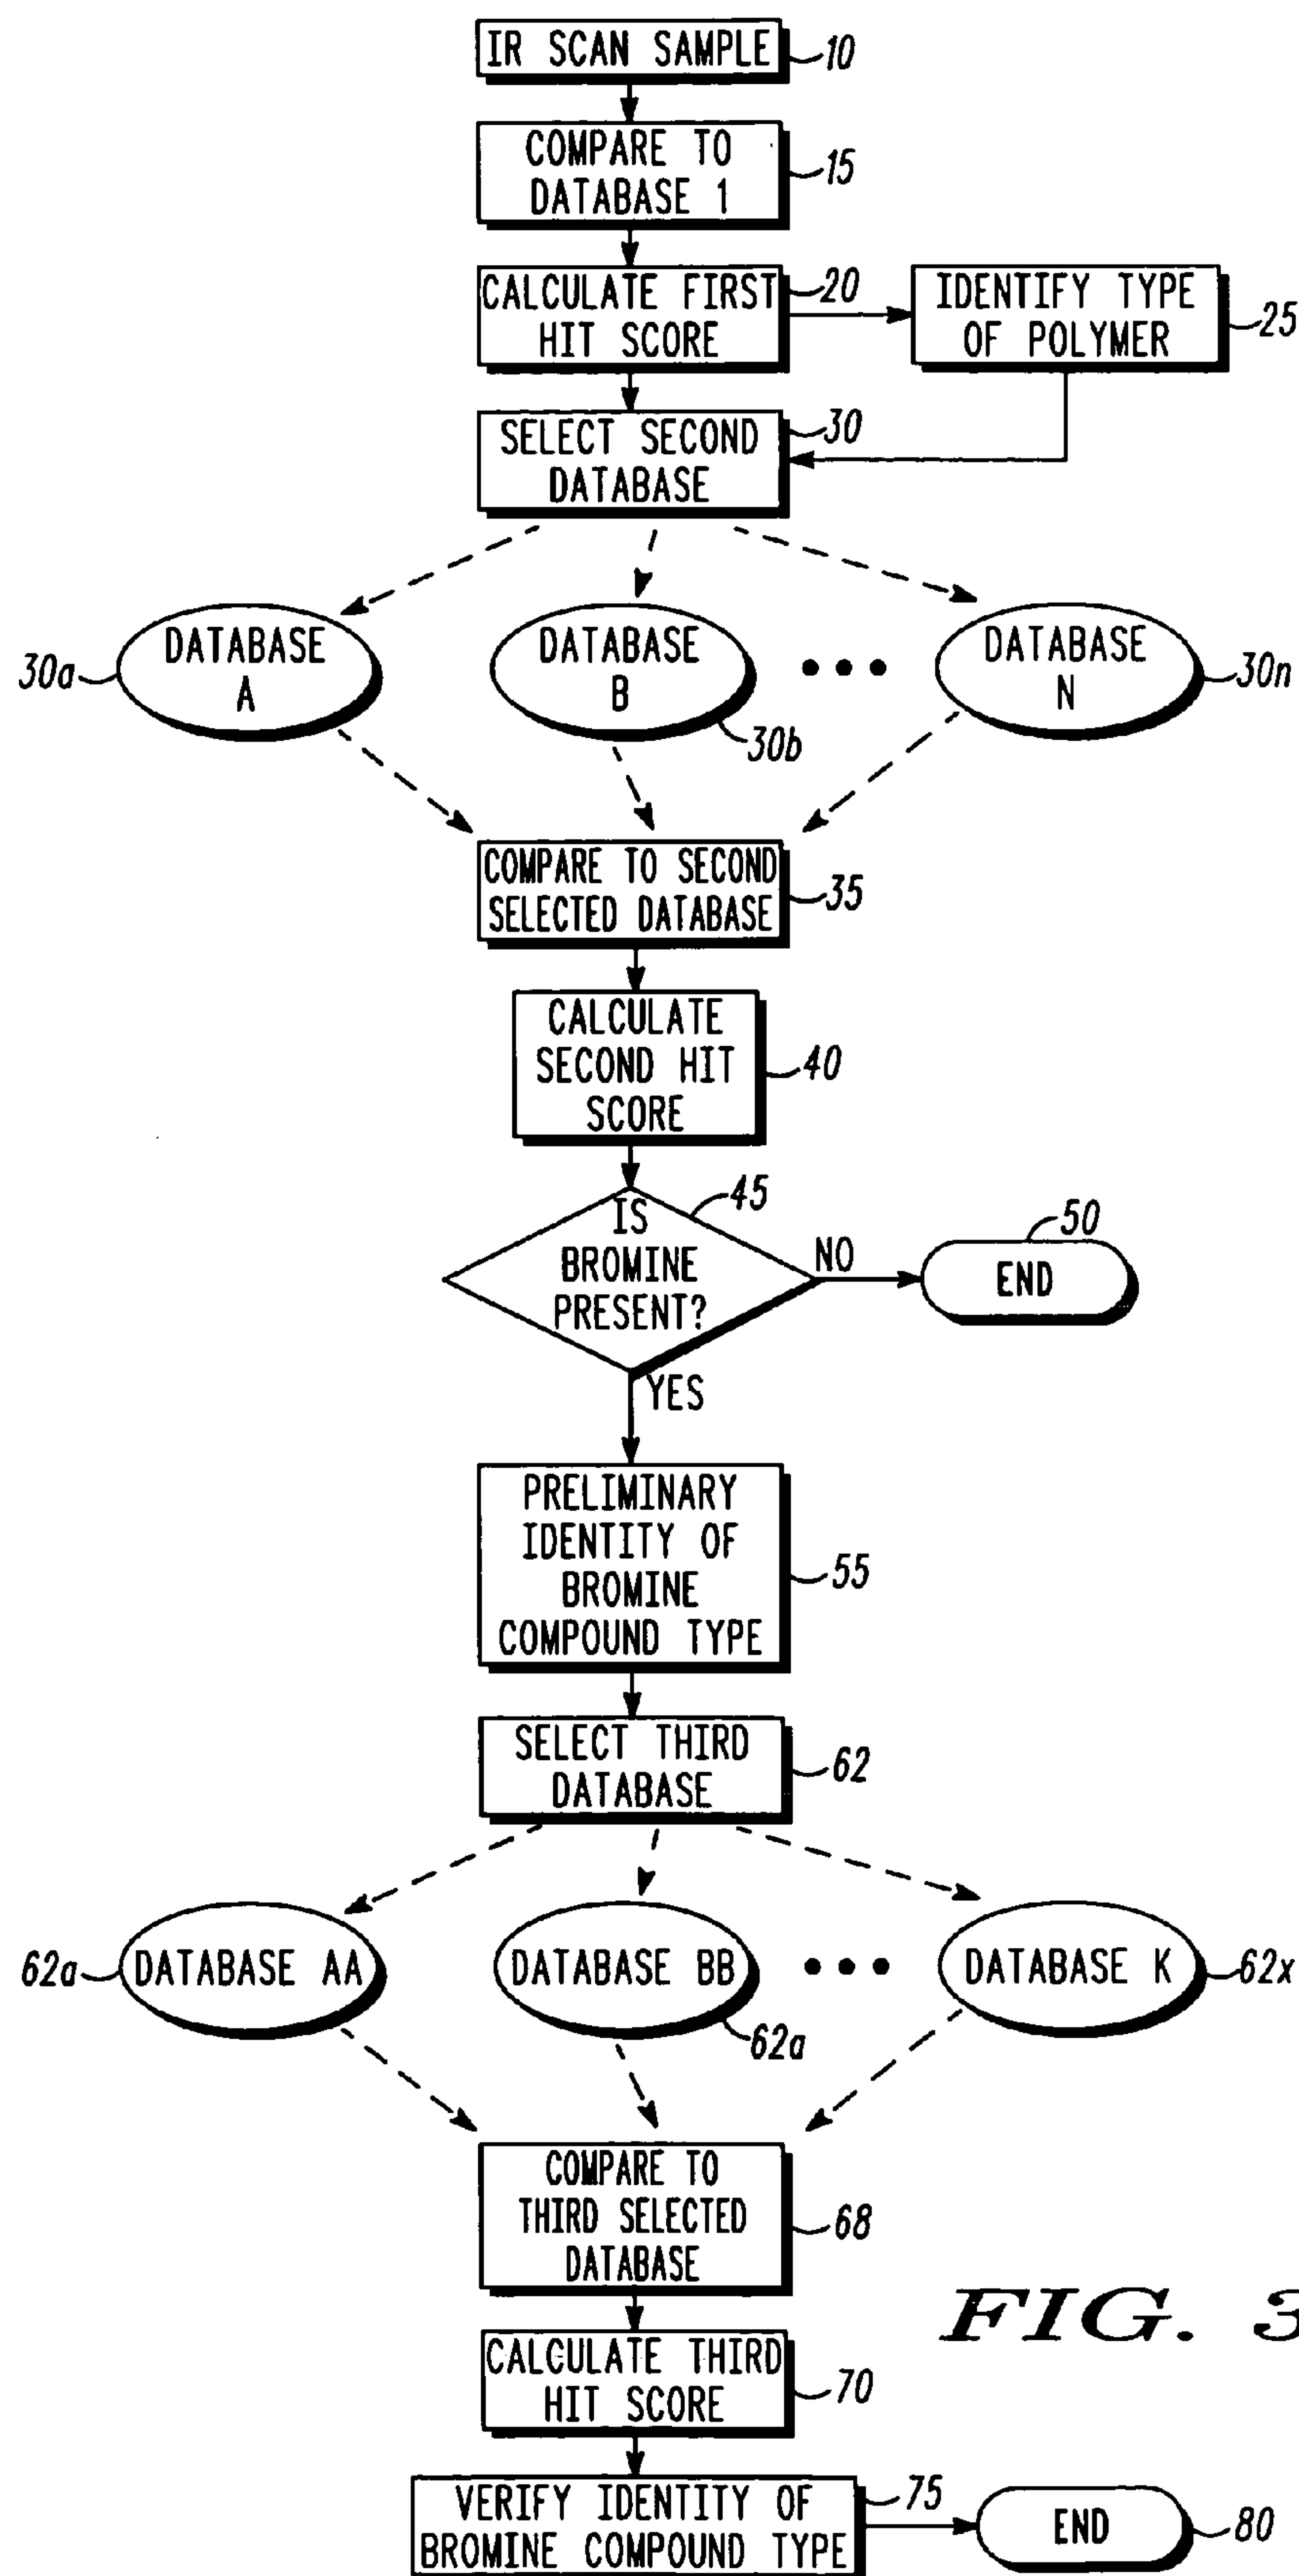 IR SCAN SAMPLE
10
COMPARE TO
DATABASE 1
15
CALCULATE FIRST
HIT SCORE
20
IDENTIFY TYPE
OF POLYMER
25
SELECT SECOND
DATABASE
30
DATABASE
A
30a
DATABASE
B
30b
DATABASE
N
30n
COMPARE TO SECOND
SELECTED DATABASE
35
CALCULATE
SECOND HIT
SCORE
40
IS
BROMINE
PRESENT?
45
NO
END
50
YES
PRELIMINARY
IDENTITY OF
BROMINE
COMPOUND TYPE
55
SELECT THIRD
DATABASE
62
62a
DATABASE AA
DATABASE BB
62a
DATABASE K
62x
COMPARE TO
THIRD SELECTED
DATABASE
68
FIG. 3
CALCULATE THIRD
HIT SCORE
70
VERIFY IDENTITY OF
BROMINE COMPOUND TYPE
75
END
80